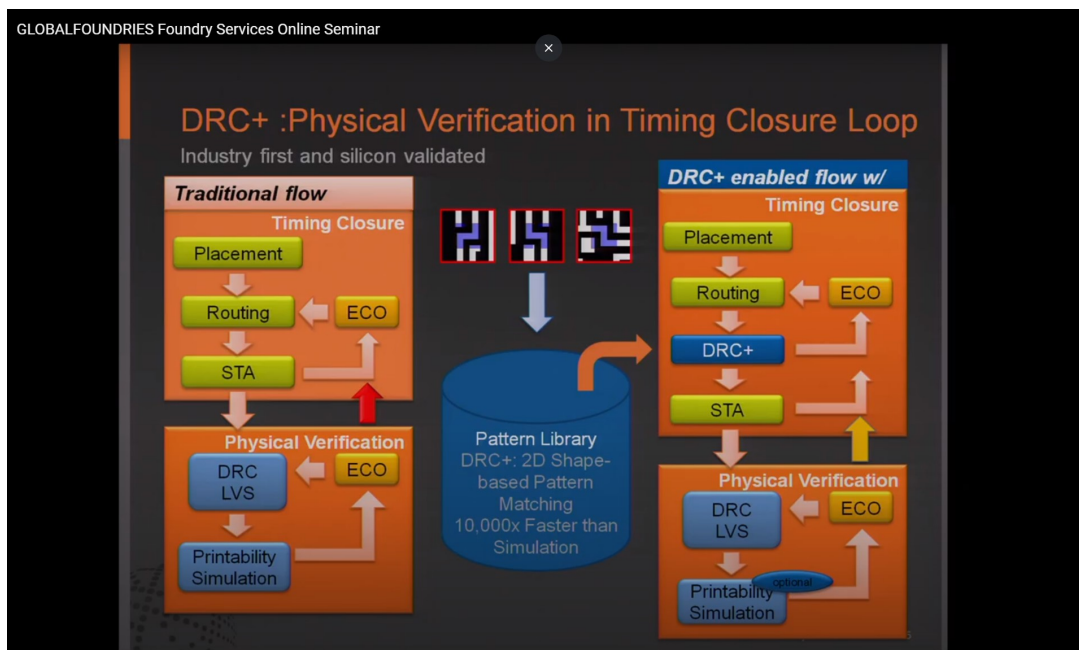 GLOBALFOUNDRIES Foundry Services Online Seminar
DRC+ :Physical Verification in Timing Closure Loop
Industry first and silicon validated
Traditional flow
Timing Closure
Placement
Routing
ECO
STA
Physical Verification
DRC
LVS
ECO
Printability
Simulation
Pattern Library
DRC+: 2D Shape-
based Pattern
Matching
10,000x Faster than
Simulation
DRC+ enabled flow w/
Timing Closure
Placement
Routing
ECO
DRC+
STA
Physical Verification
DRC
LVS
ECO
optional
Printability
Simulation